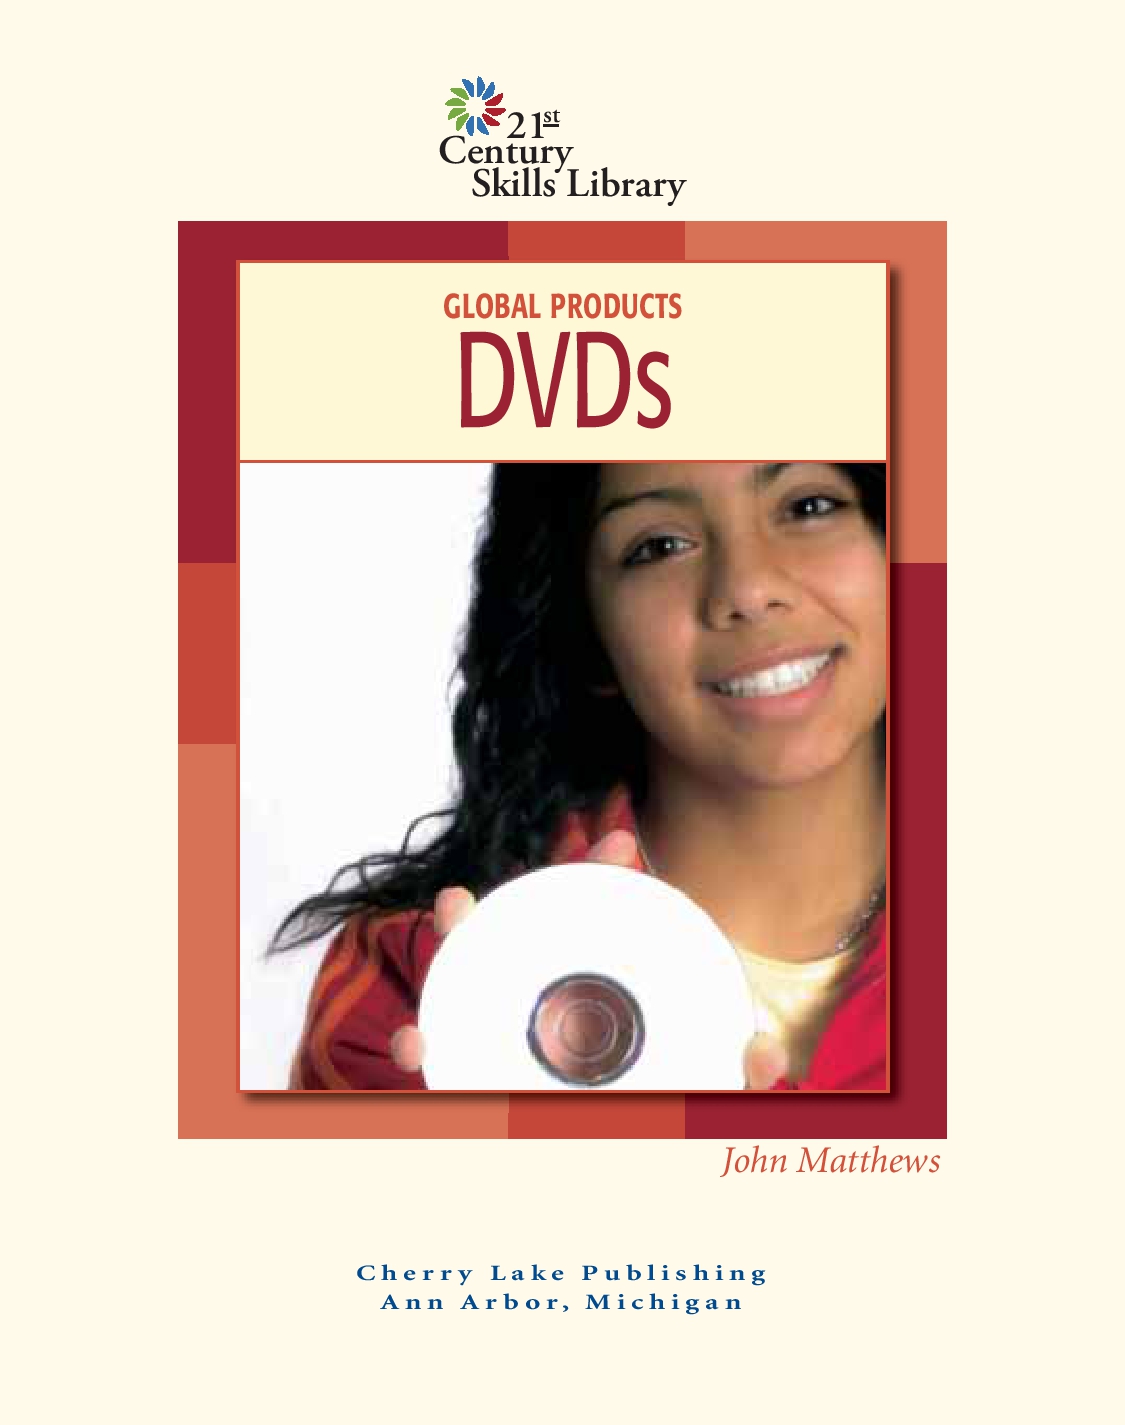 21st
Century
Skills Library
GLOBAL PRODUCTS
DVDs
John Matthews
Cherry Lake Publishing
Ann Arbor, Michigan